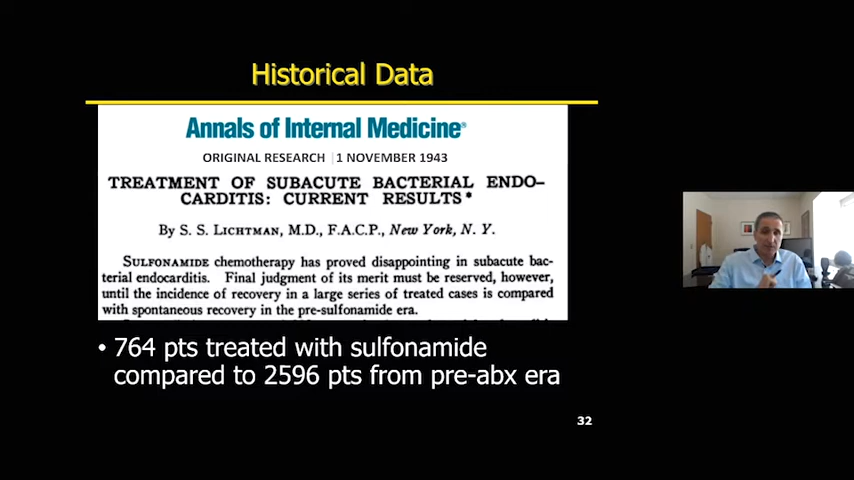 Historical Data
Annals of Internal Medicine®
ORIGINAL RESEARCH | 1 NOVEMBER 1943
TREATMENT OF SUBACUTE BACTERIAL ENDO-
CARDITIS: CURRENT RESULTS*
By S. S. LICHTMAN, M.D., F.A.C.P., New York, N. Y.
SULFONAMIDE chemotherapy has proved disappointing in subacute bac-
terial endocarditis. Final judgment of its merit must be reserved, however,
until the incidence of recovery in a large series of treated cases is compared
with spontaneous recovery in the pre-sulfonamide era.
• 764 pts treated with sulfonamide
compared to 2596 pts from pre-abx era
32